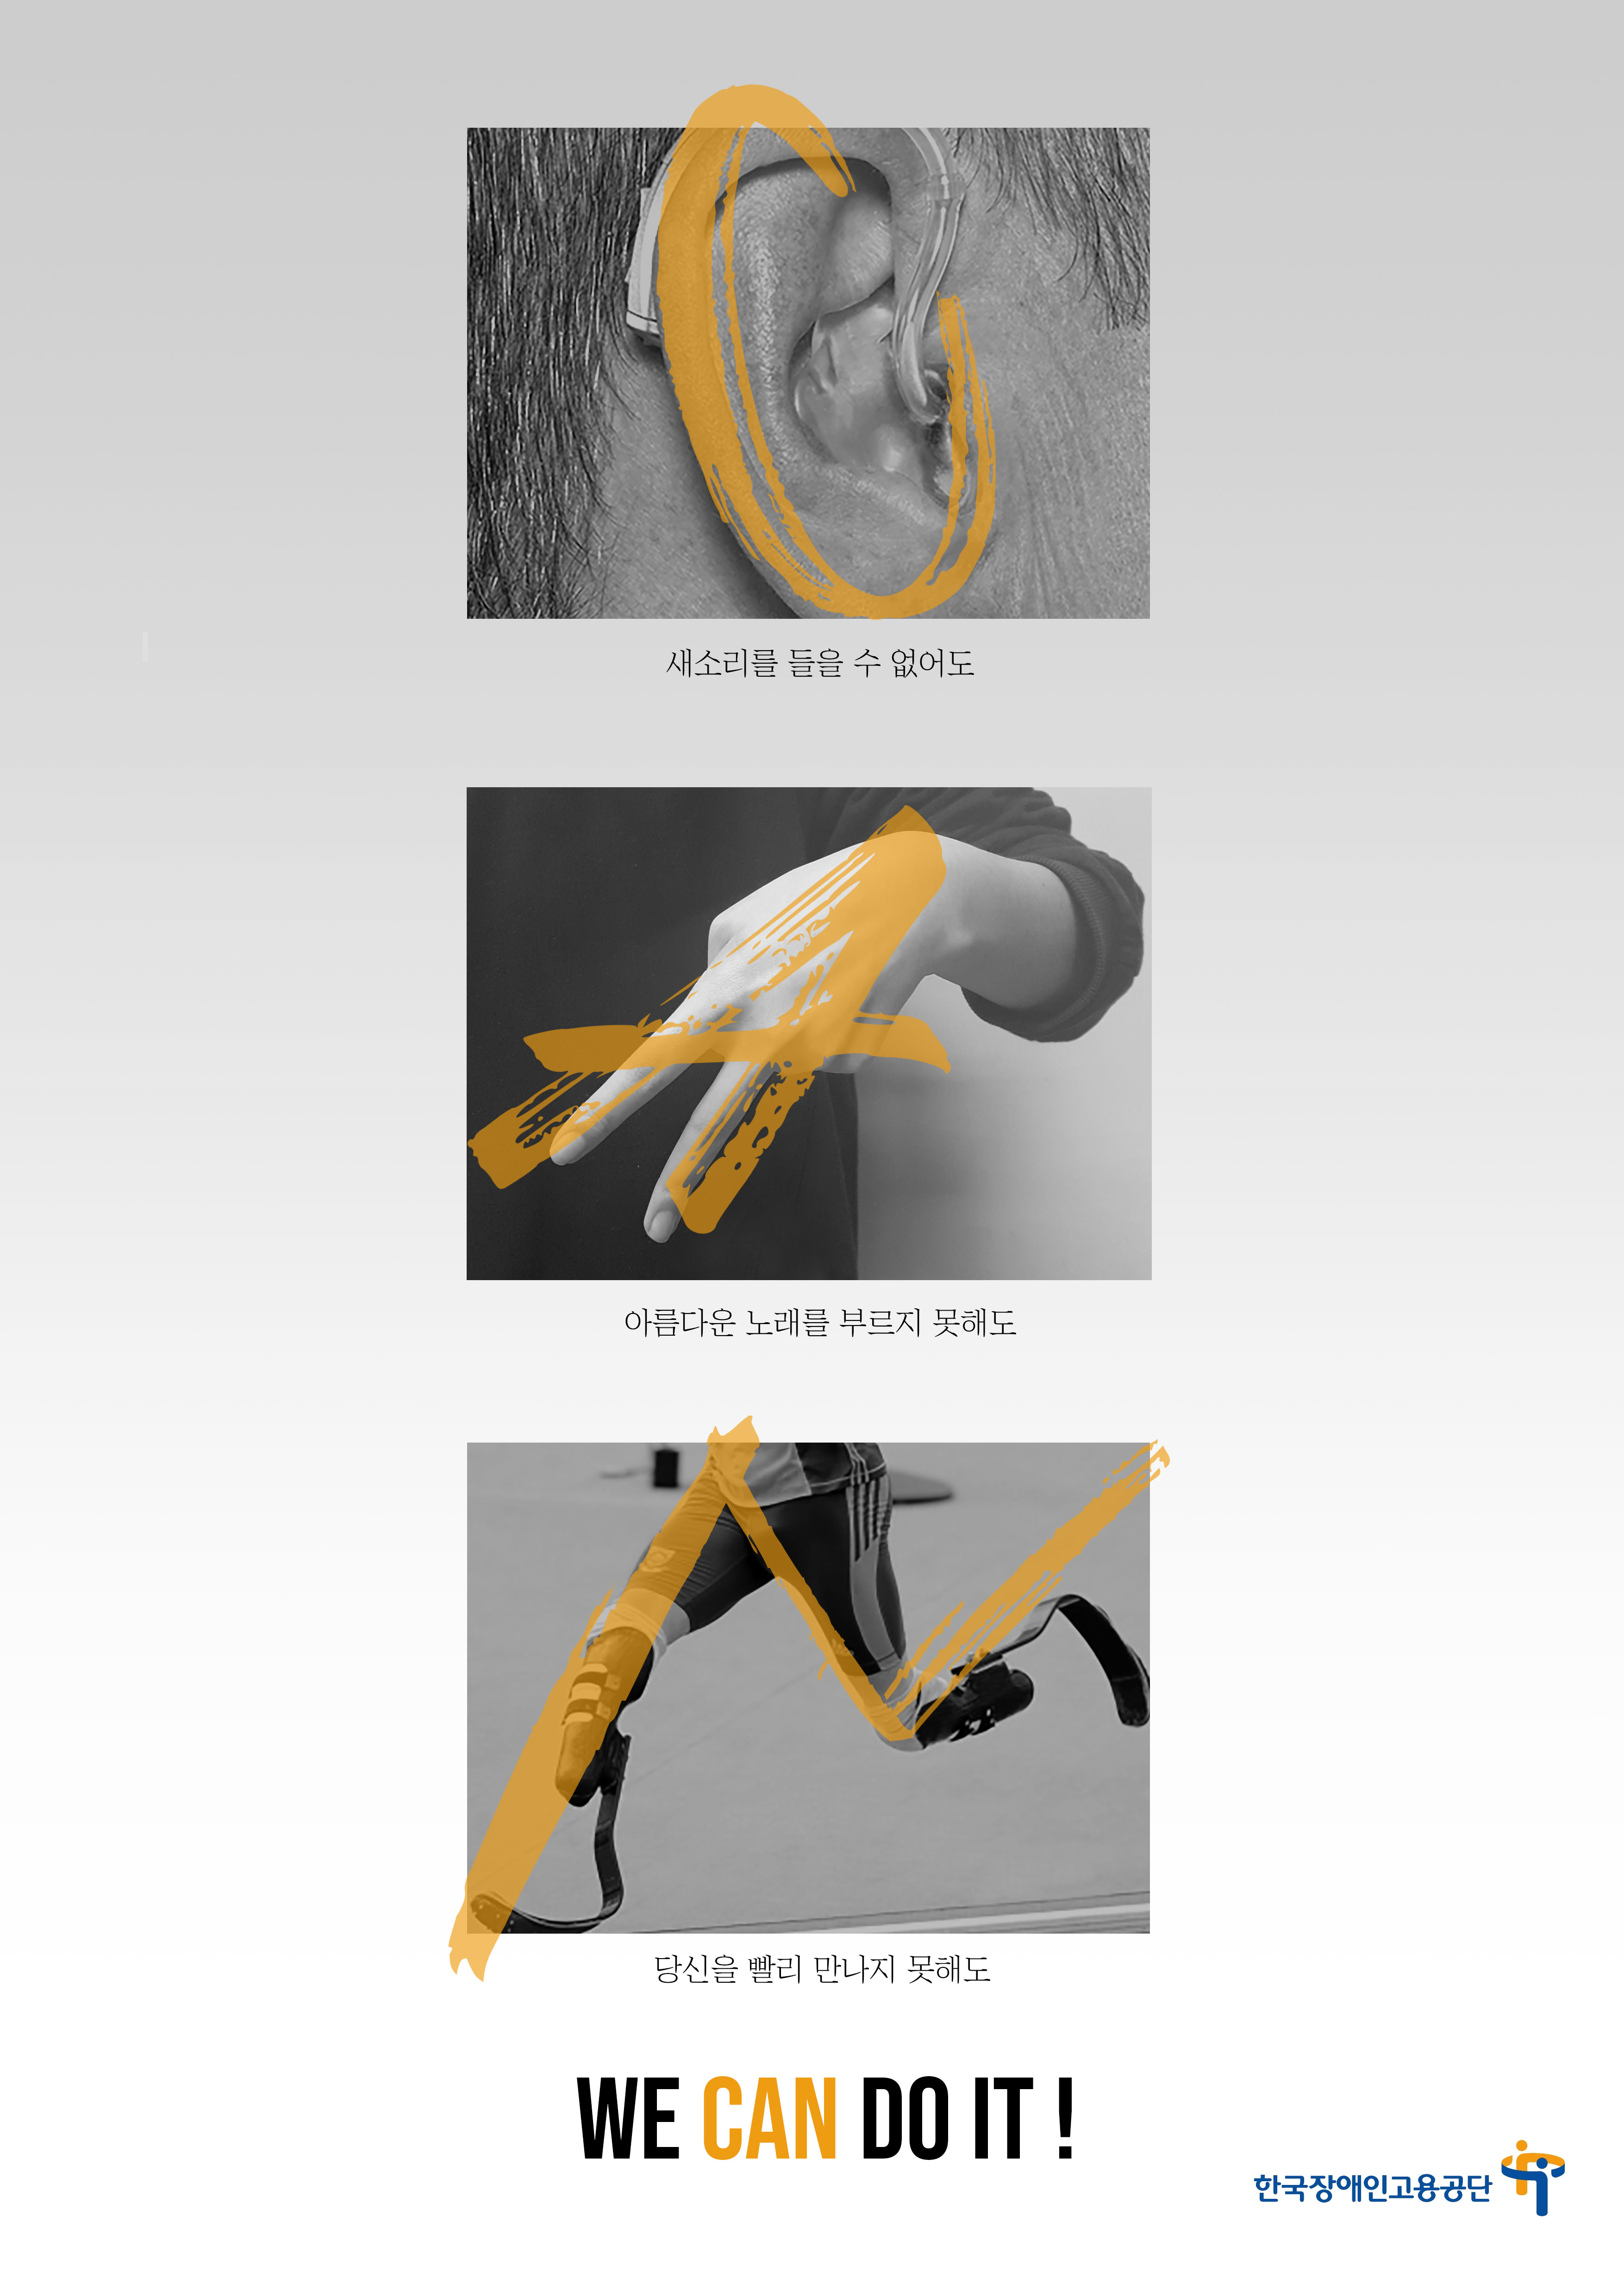 C
새소리를 들을 수 없어도
A
아름다운 노래를 부르지 못해도
N
당신을 빨리 만나지 못해도
WE CAN DO IT !
한국장애인고용공단